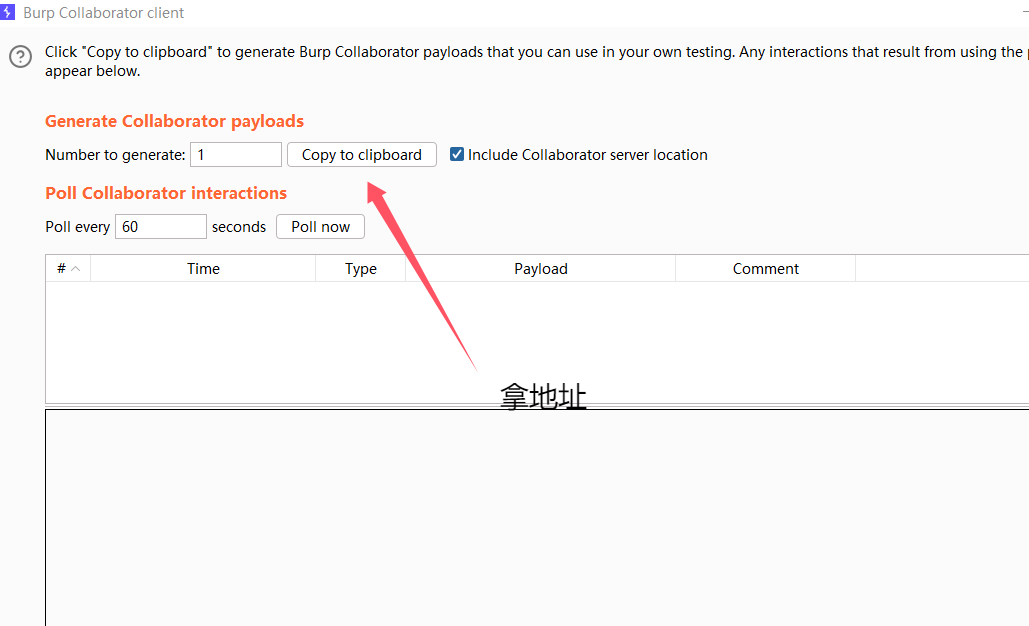 Burp Collaborator client
Click "Copy to clipboard" to generate Burp Collaborator payloads that you can use in your own testing. Any interactions that result from using the
appear below.
Generate Collaborator payloads
Number to generate: 1 Copy to clipboard Include Collaborator server location
Poll Collaborator interactions
Poll every 60 seconds Poll now
# Time Type Payload Comment
拿地址